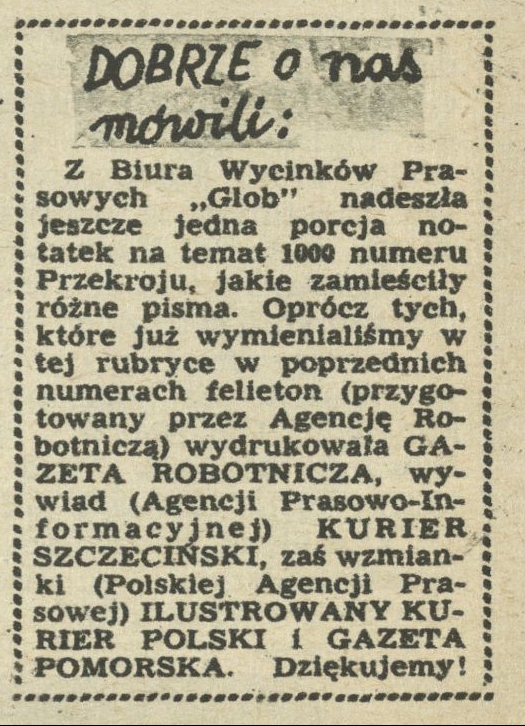 DOBRZE o nas
mówili:
Z Biura Wycinków Pra-
sowych „Glob" nadeszła
jeszcze jedna porcja no-
tatek na temat 1000 numeru
Przekroju, jakie zamieściły
różne pisma. Oprócz tych,
które już wymienialiśmy w
tej rubryce w poprzednich
numerach felieton (przygo-
towany przez Agencję Ro-
botniczą) wydrukowała GA-
ZETA ROBOTNICZA, wy-
wiad (Agencji Prasowo-In-
formacyjnej) KURIER
SZCZECIŃSKI, zaś wzmian-
ki (Polskiej Agencji Pra-
sowej) ILUSTROWANY KU-
RIER POLSKI i GAZETA
POMORSKA. Dziękujemy!